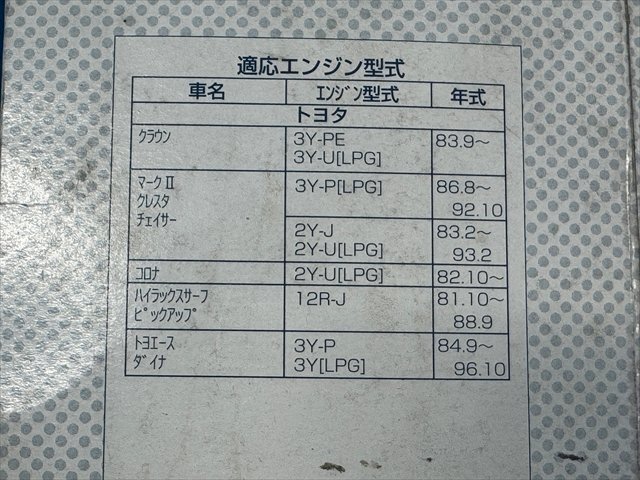 適応エンジン型式
車名 エンジン型式 年式
トヨタ
クラウン 3Y-PE 83.9〜
3Y-U[LPG]
マークⅡ 3Y-P[LPG] 86.8〜
クレスタ 92.10
チェイサー 2Y-J 83.2〜
2Y-U[LPG] 93.2
コロナ 2Y-U[LPG] 82.10〜
ハイラックスサーフ 12R-J 81.10〜
ピックアップ 88.9
トヨエース 3Y-P 84.9〜
ダイナ 3Y[LPG] 96.10